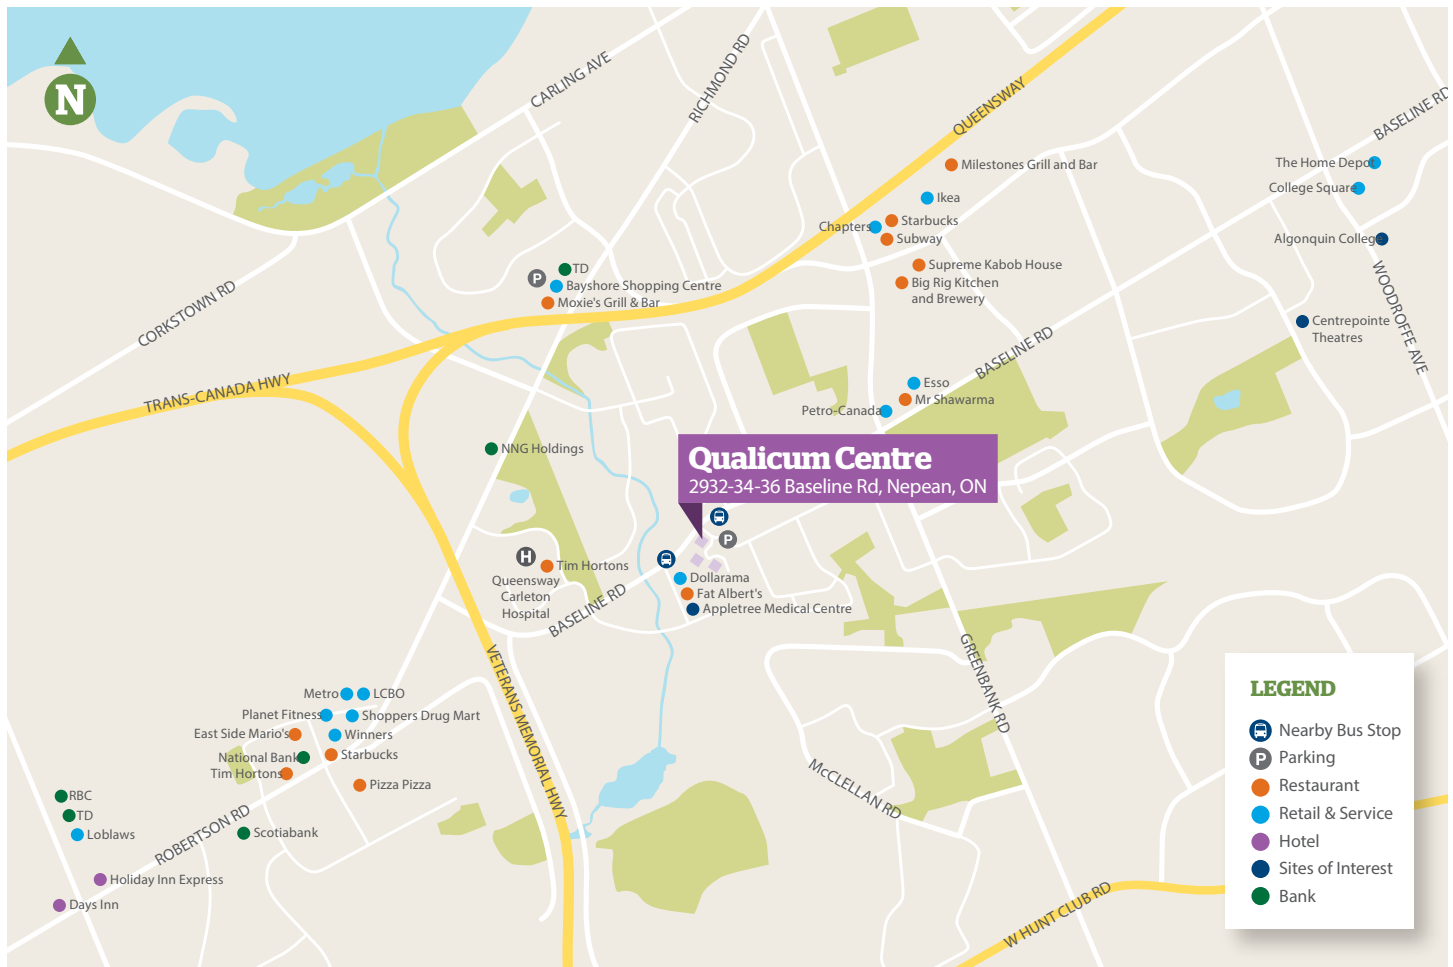 N
CARLING AVE
RICHMOND RD
QUEENSWAY
BASELINE RD
Milestones Grill and Bar
The Home Depot
College Square
Ikea
Starbucks
Chapters
Subway
Algonquin College
Supreme Kabob House
Big Rig Kitchen
and Brewery
WOODROFFE AVE
P
TD
Bayshore Shopping Centre
Moxie's Grill & Bar
CORKSTOWN RD
Centrepointe
Theatres
BASELINE RD
TRANS-CANADA HWY
Esso
Mr Shawarma
Petro-Canada
NNG Holdings
Qualicum Centre
2932-34-36 Baseline Rd, Nepean, ON
P
H
Tim Hortons
Queensway
Carleton
Hospital
BASELINE RD
Dollarama
Fat Albert's
Appletree Medical Centre
GREENBANK RD
VETERANS MEMORIAL HWY
Metro
LCBO
Planet Fitness
Shoppers Drug Mart
East Side Mario's
Winners
National Bank
Starbucks
Tim Hortons
Pizza Pizza
McCLELLAN RD
RBC
TD
Loblaws
ROBERTSON RD
Scotiabank
Holiday Inn Express
Days Inn
W HUNT CLUB RD
LEGEND
Nearby Bus Stop
P Parking
Restaurant
Retail & Service
Hotel
Sites of Interest
Bank